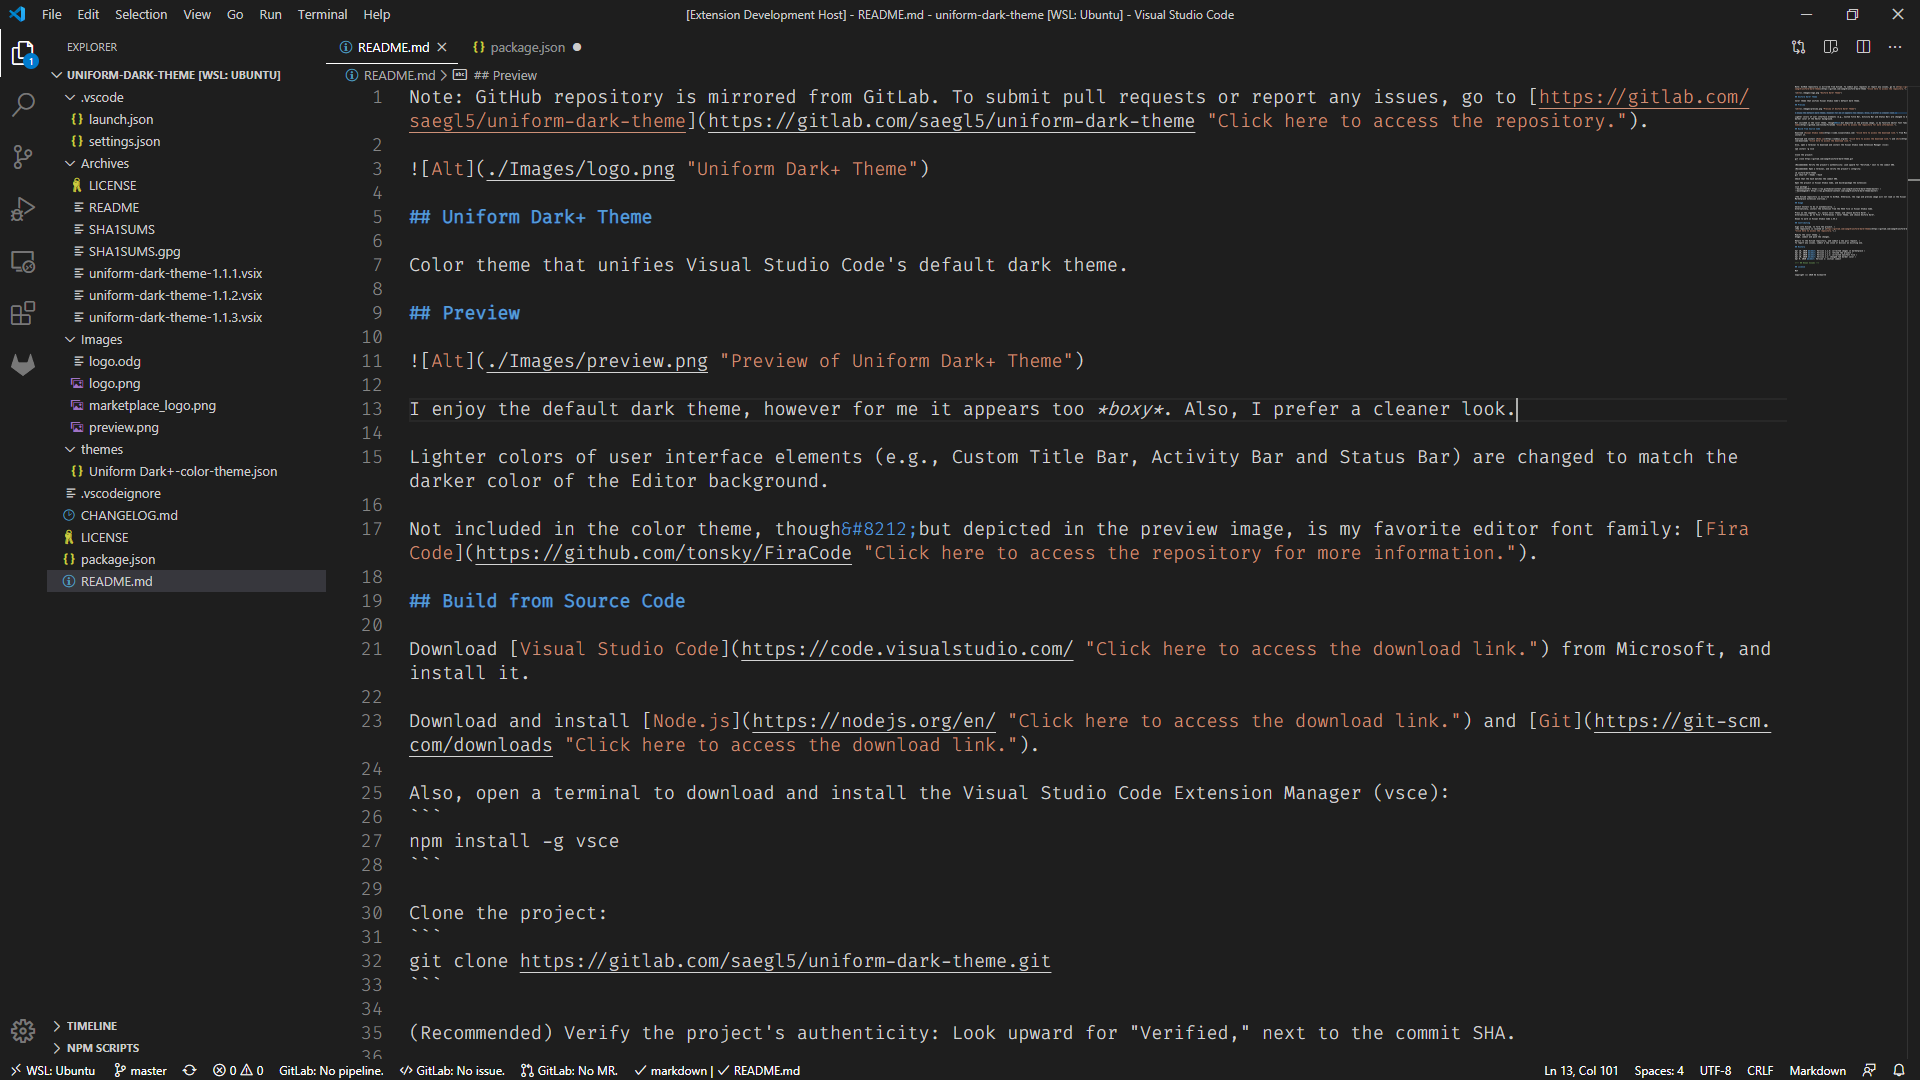 File Edit Selection View Go Run Terminal Help
[Extension Development Host] - README.md - uniform-dark-theme [WSL: Ubuntu] - Visual Studio Code
EXPLORER
UNIFORM-DARK-THEME [WSL: UBUNTU]
.vscode
launch.json
settings.json
Archives
LICENSE
README
SHA1SUMS
SHA1SUMS.gpg
uniform-dark-theme-1.1.1.vsix
uniform-dark-theme-1.1.2.vsix
uniform-dark-theme-1.1.3.vsix
Images
logo.odg
logo.png
marketplace_logo.png
preview.png
themes
Uniform Dark+-color-theme.json
.vscodeignore
CHANGELOG.md
LICENSE
package.json
README.md
TIMELINE
NPM SCRIPTS
1
README.md
package.json
README.md > ## Preview
1 Note: GitHub repository is mirrored from GitLab. To submit pull requests or report any issues, go to [https://gitlab.com/
saegl5/uniform-dark-theme](https://gitlab.com/saegl5/uniform-dark-theme "Click here to access the repository.").
2
3 ![Alt](./Images/logo.png "Uniform Dark+ Theme")
4
5 ## Uniform Dark+ Theme
6
7 Color theme that unifies Visual Studio Code's default dark theme.
8
9 ## Preview
10
11 ![Alt](./Images/preview.png "Preview of Uniform Dark+ Theme")
12
13 I enjoy the default dark theme, however for me it appears too *boxy*. Also, I prefer a cleaner look.
14
15 Lighter colors of user interface elements (e.g., Custom Title Bar, Activity Bar and Status Bar) are changed to match the
darker color of the Editor background.
16
17 Not included in the color theme, though&#8212;but depicted in the preview image, is my favorite editor font family: [Fira
Code](https://github.com/tonsky/FiraCode "Click here to access the repository for more information.").
18
19 ## Build from Source Code
20
21 Download [Visual Studio Code](https://code.visualstudio.com/ "Click here to access the download link.") from Microsoft, and
install it.
22
23 Download and install [Node.js](https://nodejs.org/en/ "Click here to access the download link.") and [Git](https://git-scm.
com/downloads "Click here to access the download link.").
24
25 Also, open a terminal to download and install the Visual Studio Code Extension Manager (vsce):
26 ```
27 npm install -g vsce
28 ```
29
30 Clone the project:
31 ```
32 git clone https://gitlab.com/saegl5/uniform-dark-theme.git
33 ```
34
35 (Recommended) Verify the project's authenticity: Look upward for "Verified," next to the commit SHA.
36
WSL: Ubuntu master 0 0 GitLab: No pipeline. GitLab: No issue. GitLab: No MR. markdown | README.md Ln 13, Col 101 Spaces: 4 UTF-8 CRLF Markdown